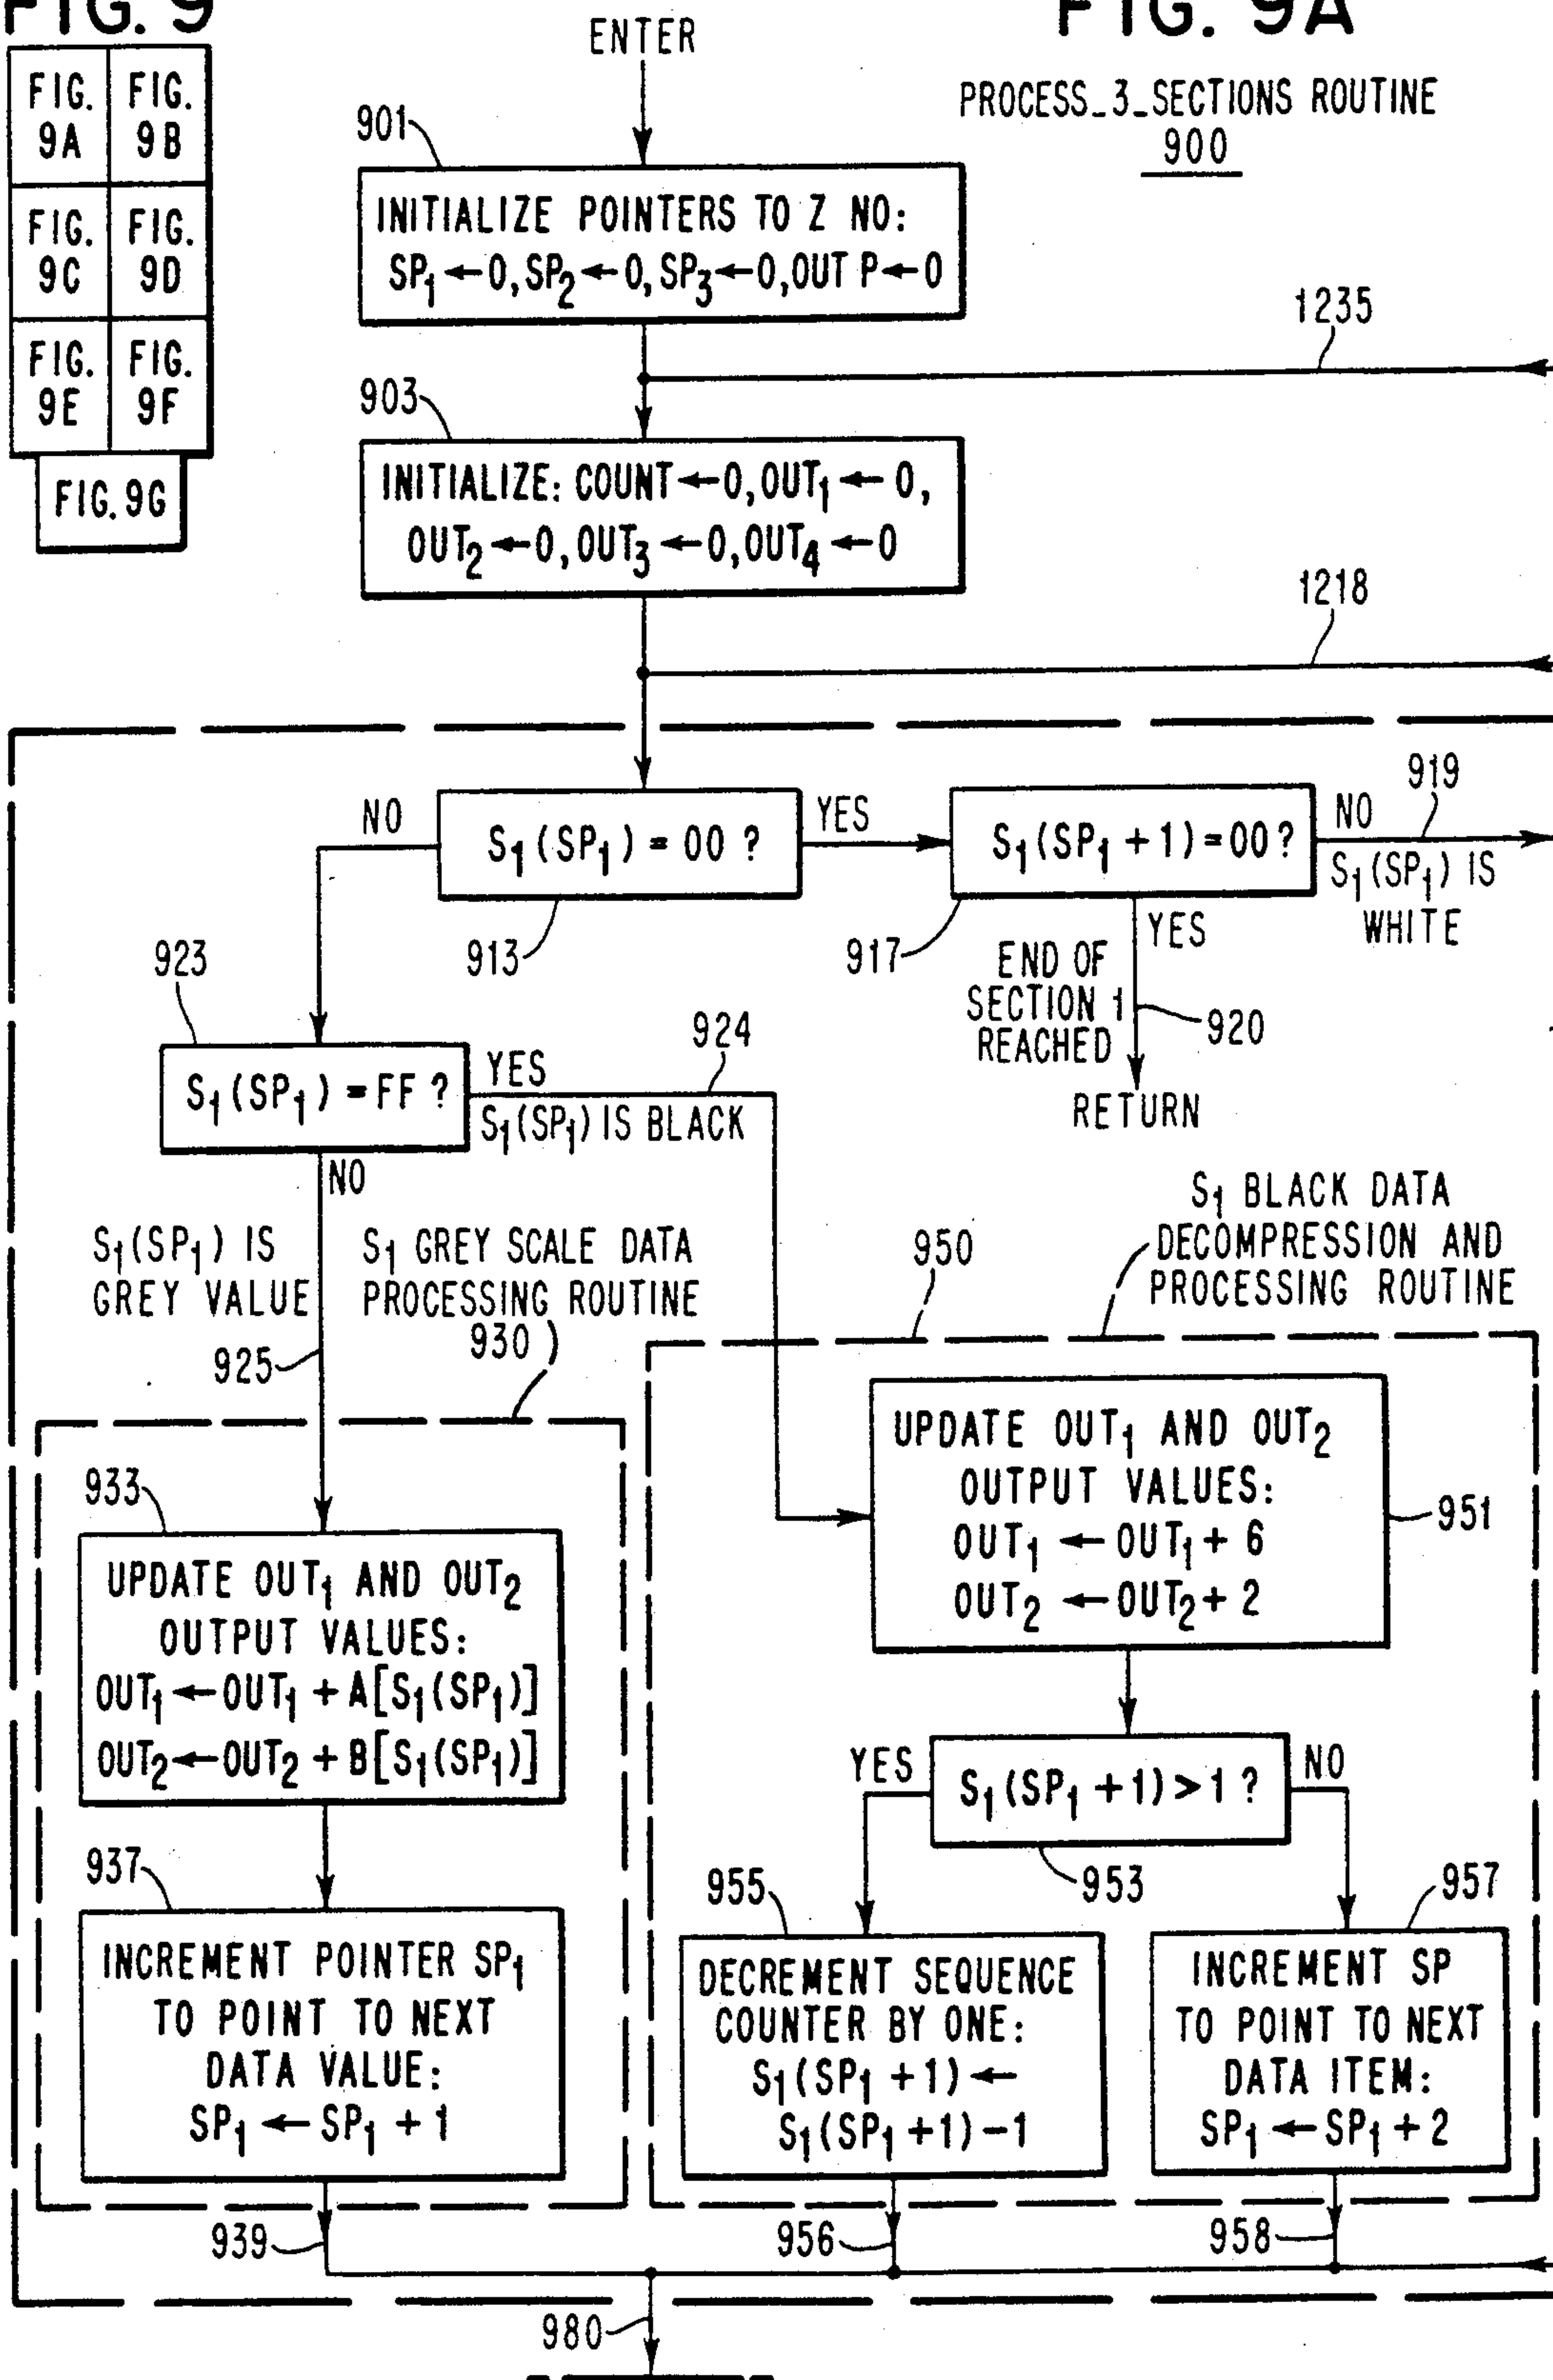 FIG. 9
FIG. 9A
FIG. 9A
FIG. 9B
FIG. 9C
FIG. 9D
FIG. 9E
FIG. 9F
FIG. 9G
ENTER
PROCESS_3_SECTIONS ROUTINE
900
901
INITIALIZE POINTERS TO Z NO:
SP₁ ← 0, SP₂ ← 0, SP₃ ← 0, OUT P ← 0
1235
903
INITIALIZE: COUNT ← 0, OUT₁ ← 0,
OUT₂ ← 0, OUT₃ ← 0, OUT₄ ← 0
1218
NO
S₁(SP₁) = 00 ?
YES
913
S₁(SP₁ + 1) = 00 ?
917
NO
919
S₁(SP₁) IS
WHITE
YES
END OF
SECTION 1
REACHED
920
RETURN
923
S₁(SP₁) = FF ?
YES
924
S₁(SP₁) IS BLACK
NO
S₁(SP₁) IS
GREY VALUE
925
S₁ GREY SCALE DATA
PROCESSING ROUTINE
930
950
S₁ BLACK DATA
DECOMPRESSION AND
PROCESSING ROUTINE
933
UPDATE OUT₁ AND OUT₂
OUTPUT VALUES:
OUT₁ ← OUT₁ + A[S₁(SP₁)]
OUT₂ ← OUT₂ + B[S₁(SP₁)]
937
INCREMENT POINTER SP₁
TO POINT TO NEXT
DATA VALUE:
SP₁ ← SP₁ + 1
939
UPDATE OUT₁ AND OUT₂
OUTPUT VALUES:
OUT₁ ← OUT₁ + 6
OUT₂ ← OUT₂ + 2
951
YES
S₁(SP₁ + 1) > 1 ?
NO
953
955
DECREMENT SEQUENCE
COUNTER BY ONE:
S₁(SP₁ + 1) ←
S₁(SP₁ + 1) − 1
956
957
INCREMENT SP
TO POINT TO NEXT
DATA ITEM:
SP₁ ← SP₁ + 2
958
980